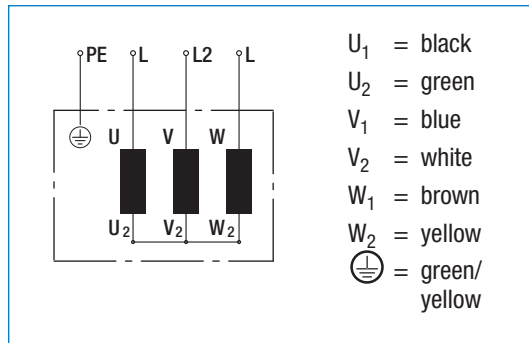 PE L L2 L
U V W
U₂ V₂ W₂
U₁ = black
U₂ = green
V₁ = blue
V₂ = white
W₁ = brown
W₂ = yellow
= green/
yellow